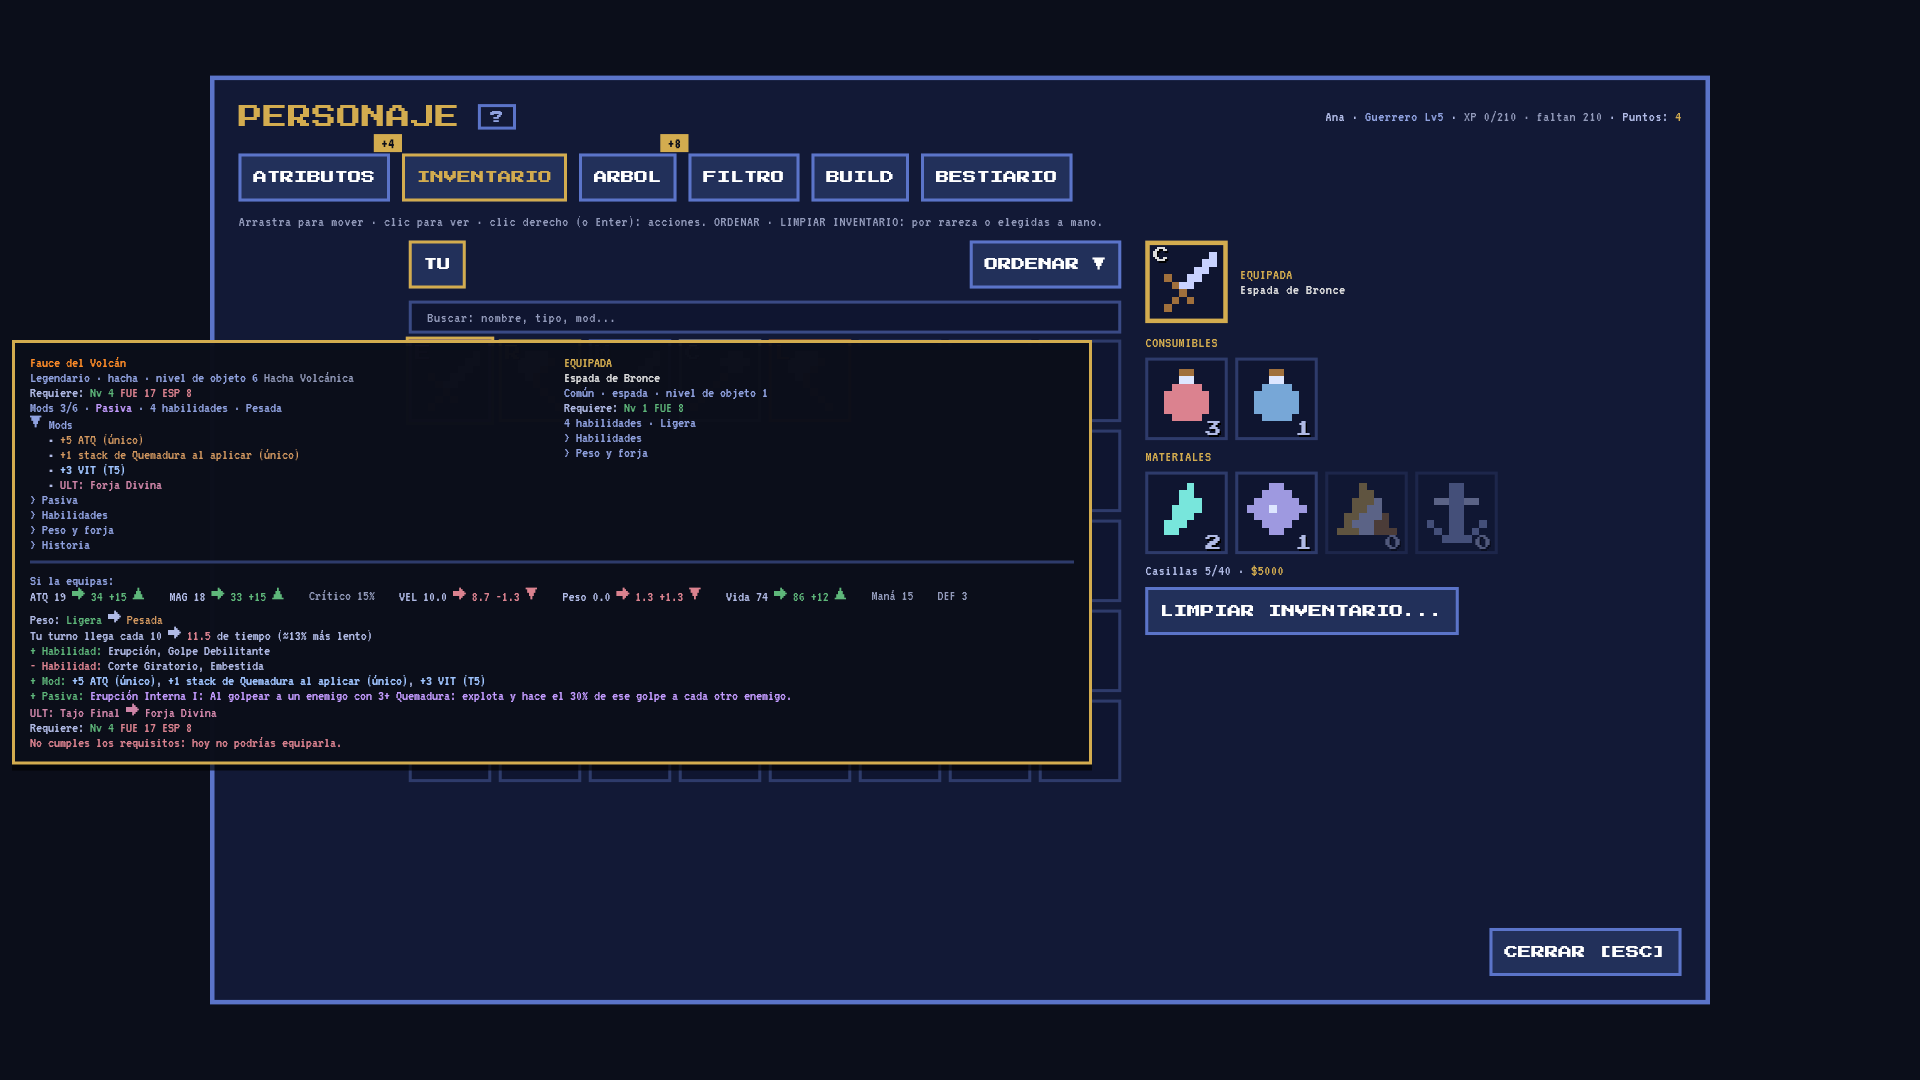 PERSONAJE ?
Ana · Guerrero Lv5 · XP 0/210 · faltan 210 · Puntos: 4
+4 +8
ATRIBUTOS INVENTARIO ARBOL FILTRO BUILD BESTIARIO
Arrastra para mover · clic para ver · clic derecho (o Enter): acciones. ORDENAR · LIMPIAR INVENTARIO: por rareza o elegidas a mano.
TU ORDENAR ▼
Buscar: nombre, tipo, mod...
Fauce del Volcán
Legendario · hacha · nivel de objeto 6 Hacha Volcánica
Requiere: Nv 4 FUE 17 ESP 8
Mods 3/6 · Pasiva · 4 habilidades · Pesada
▼ Mods
• +5 ATQ (único)
• +1 stack de Quemadura al aplicar (único)
• +3 VIT (T5)
• ULT: Forja Divina
> Pasiva
> Habilidades
> Peso y forja
> Historia
EQUIPADA
Espada de Bronce
Común · espada · nivel de objeto 1
Requiere: Nv 1 FUE 8
4 habilidades · Ligera
> Habilidades
> Peso y forja
Si la equipas:
ATQ 19 → 34 +15 ▲ MAG 18 → 33 +15 ▲ Crítico 15% VEL 10.0 → 8.7 -1.3 ▼ Peso 0.0 → 1.3 +1.3 ▼ Vida 74 → 86 +12 ▲ Maná 15 DEF 3
Peso: Ligera → Pesada
Tu turno llega cada 10 → 11.5 de tiempo (≈13% más lento)
+ Habilidad: Erupción, Golpe Debilitante
- Habilidad: Corte Giratorio, Embestida
+ Mod: +5 ATQ (único), +1 stack de Quemadura al aplicar (único), +3 VIT (T5)
+ Pasiva: Erupción Interna I: Al golpear a un enemigo con 3+ Quemadura: explota y hace el 30% de ese golpe a cada otro enemigo.
ULT: Tajo Final → Forja Divina
Requiere: Nv 4 FUE 17 ESP 8
No cumples los requisitos: hoy no podrías equiparla.
C
EQUIPADA
Espada de Bronce
CONSUMIBLES
3 1
MATERIALES
2 1 0 0
Casillas 5/40 · $5000
LIMPIAR INVENTARIO...
CERRAR [ESC]